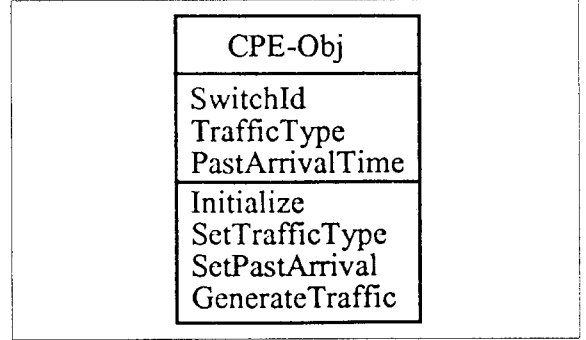 CPE-Obj
SwitchId
TrafficType
PastArrivalTime
Initialize
SetTrafficType
SetPastArrival
GenerateTraffic